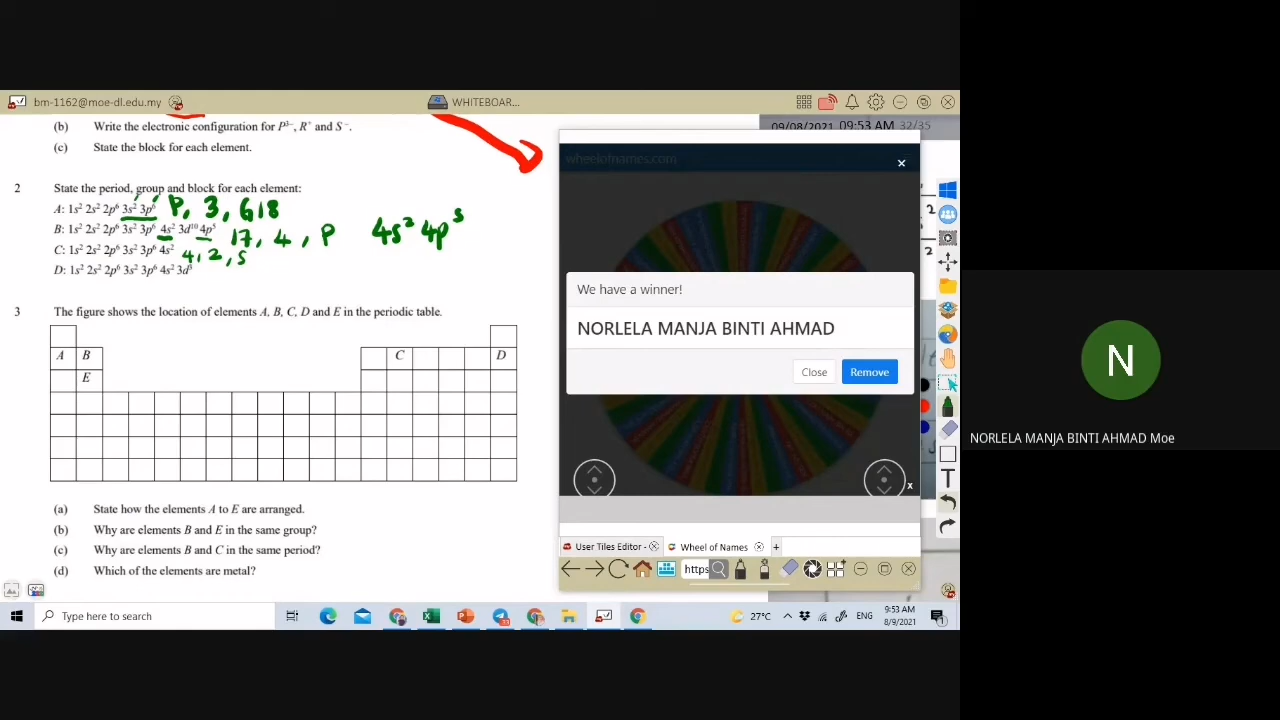 bm-1162@moe-dl.edu.my
WHITEBOAR...
(b) Write the electronic configuration for P³⁻, R⁺ and S⁻.
09/08/2021 09:53 AM 32/35
(c) State the block for each element.
wheelofnames.com
×
2 State the period, group and block for each element:
A: 1s² 2s² 2p⁶ 3s² 3p⁶ P, 3, G18
B: 1s² 2s² 2p⁶ 3s² 3p⁶ 4s² 3d¹⁰ 4p⁵ 17, 4, P 4s² 4p⁵
C: 1s² 2s² 2p⁶ 3s² 3p⁶ 4s² 4, 2, s
D: 1s² 2s² 2p⁶ 3s² 3p⁶ 4s² 3d
2
2
We have a winner!
NORLELA MANJA BINTI AHMAD
Close Remove
3 The figure shows the location of elements A, B, C, D and E in the periodic table.
A B C D
E
N
NORLELA MANJA BINTI AHMAD Moe
x
T
(a) State how the elements A to E are arranged.
(b) Why are elements B and E in the same group?
(c) Why are elements B and C in the same period?
(d) Which of the elements are metal?
User Tiles Editor - Wheel of Names +
https
Type here to search
27°C ENG 9:53 AM
8/9/2021